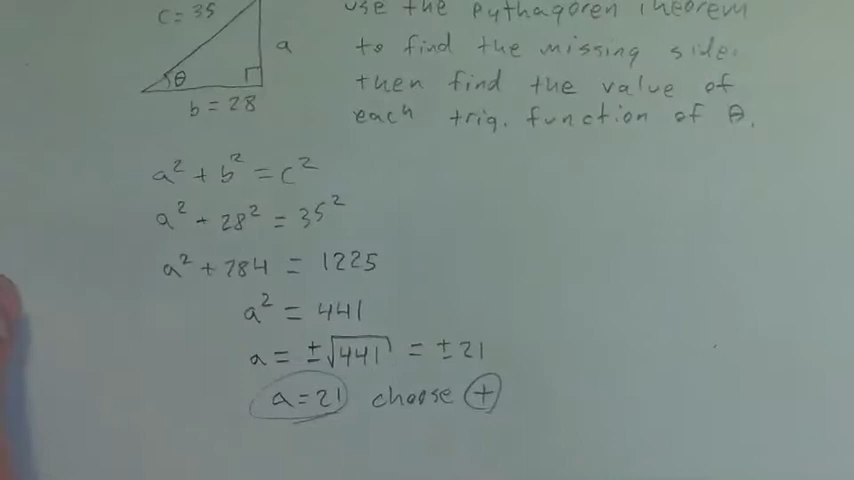 c = 35
use the pythagoren Theorem
a
to find the missing side.
θ
then find the value of
b = 28
each trig. function of θ.
a² + b² = c²
a² + 28² = 35²
a² + 784 = 1225
a² = 441
a = ±√441 = ±21
a = 21 choose +